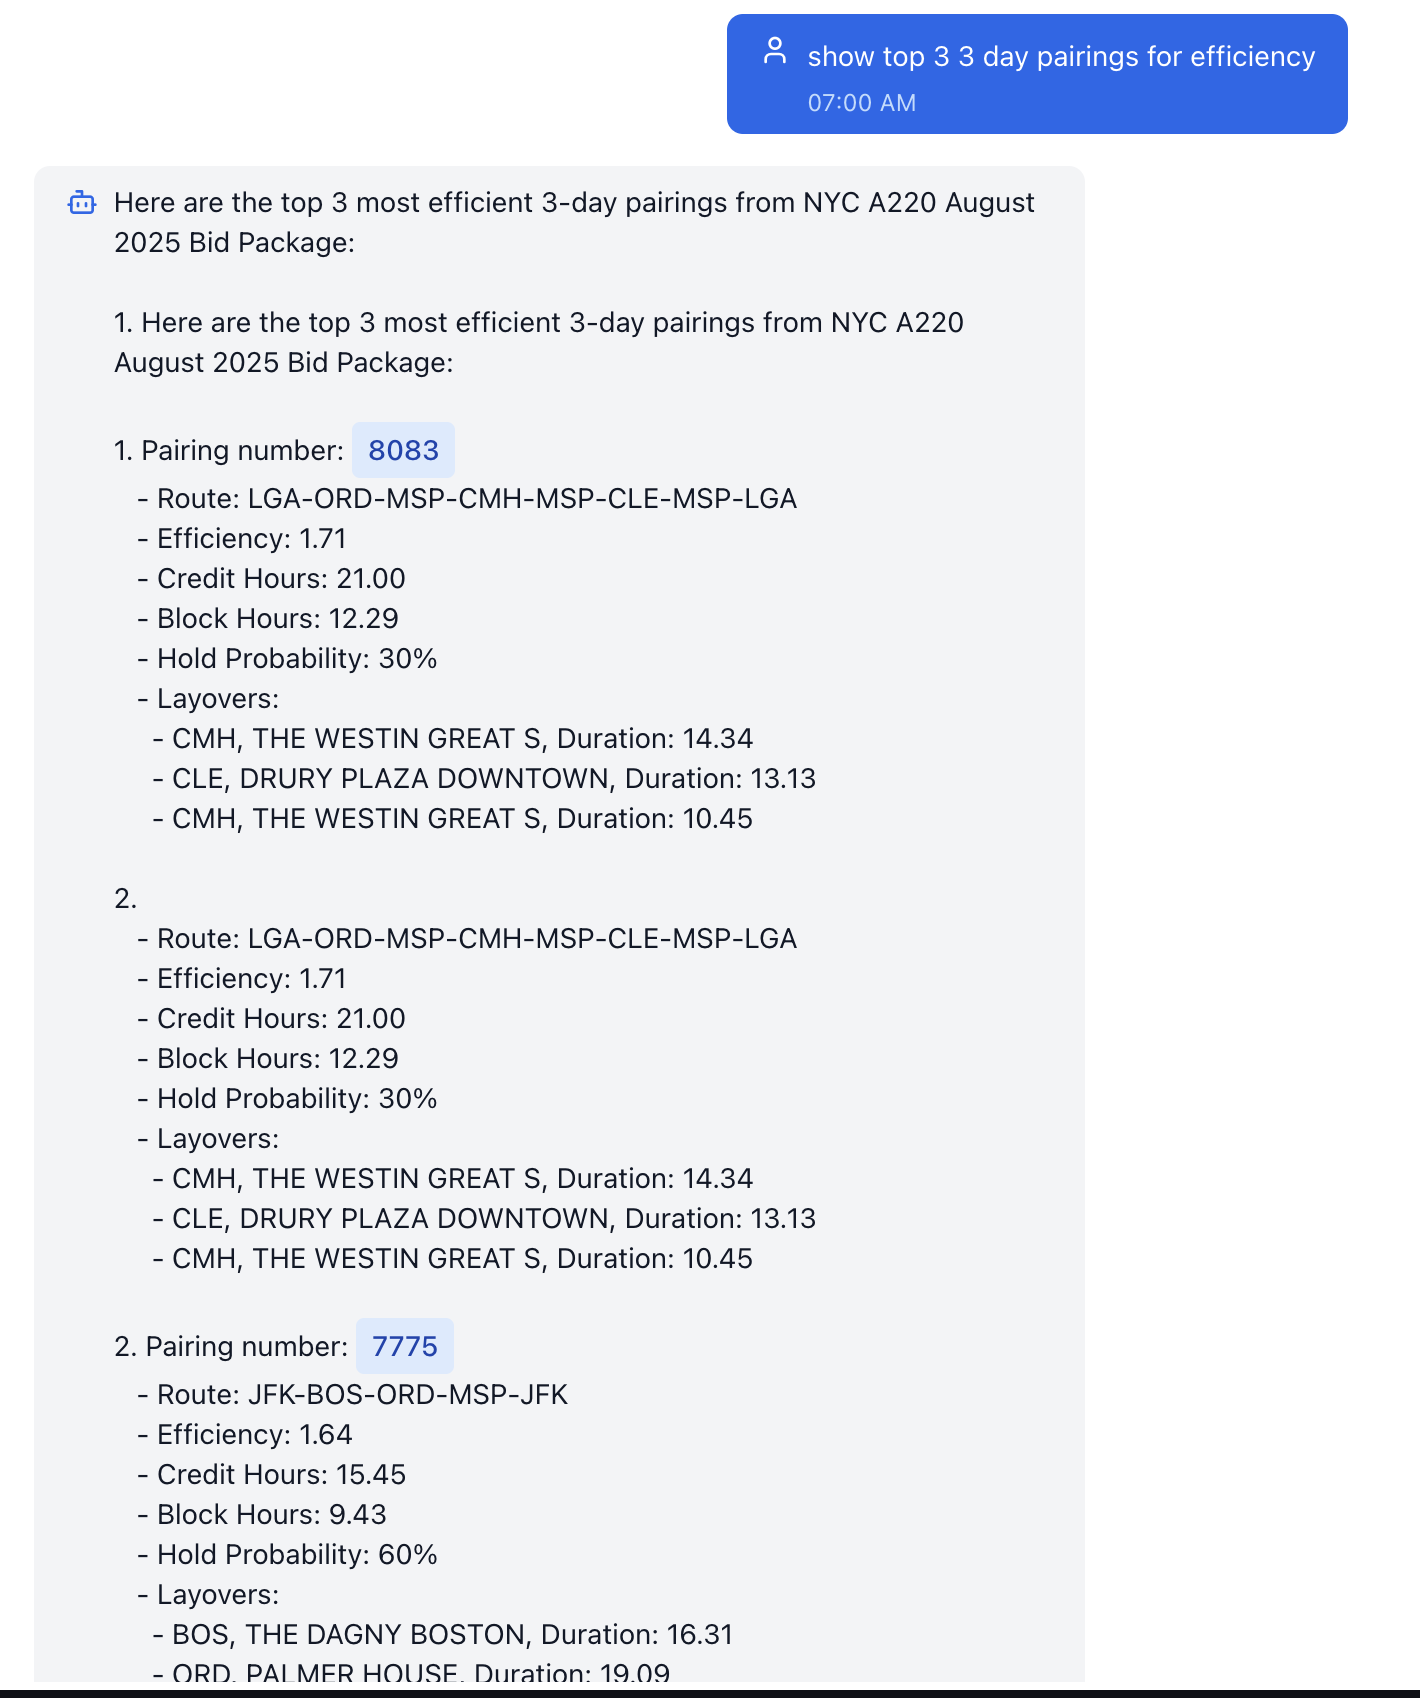 show top 3 3 day pairings for efficiency
07:00 AM
Here are the top 3 most efficient 3-day pairings from NYC A220 August
2025 Bid Package:
1. Here are the top 3 most efficient 3-day pairings from NYC A220
August 2025 Bid Package:
1. Pairing number: 8083
- Route: LGA-ORD-MSP-CMH-MSP-CLE-MSP-LGA
- Efficiency: 1.71
- Credit Hours: 21.00
- Block Hours: 12.29
- Hold Probability: 30%
- Layovers:
- CMH, THE WESTIN GREAT S, Duration: 14.34
- CLE, DRURY PLAZA DOWNTOWN, Duration: 13.13
- CMH, THE WESTIN GREAT S, Duration: 10.45
2.
- Route: LGA-ORD-MSP-CMH-MSP-CLE-MSP-LGA
- Efficiency: 1.71
- Credit Hours: 21.00
- Block Hours: 12.29
- Hold Probability: 30%
- Layovers:
- CMH, THE WESTIN GREAT S, Duration: 14.34
- CLE, DRURY PLAZA DOWNTOWN, Duration: 13.13
- CMH, THE WESTIN GREAT S, Duration: 10.45
2. Pairing number: 7775
- Route: JFK-BOS-ORD-MSP-JFK
- Efficiency: 1.64
- Credit Hours: 15.45
- Block Hours: 9.43
- Hold Probability: 60%
- Layovers:
- BOS, THE DAGNY BOSTON, Duration: 16.31
- ORD, PALMER HOUSE, Duration: 19.09